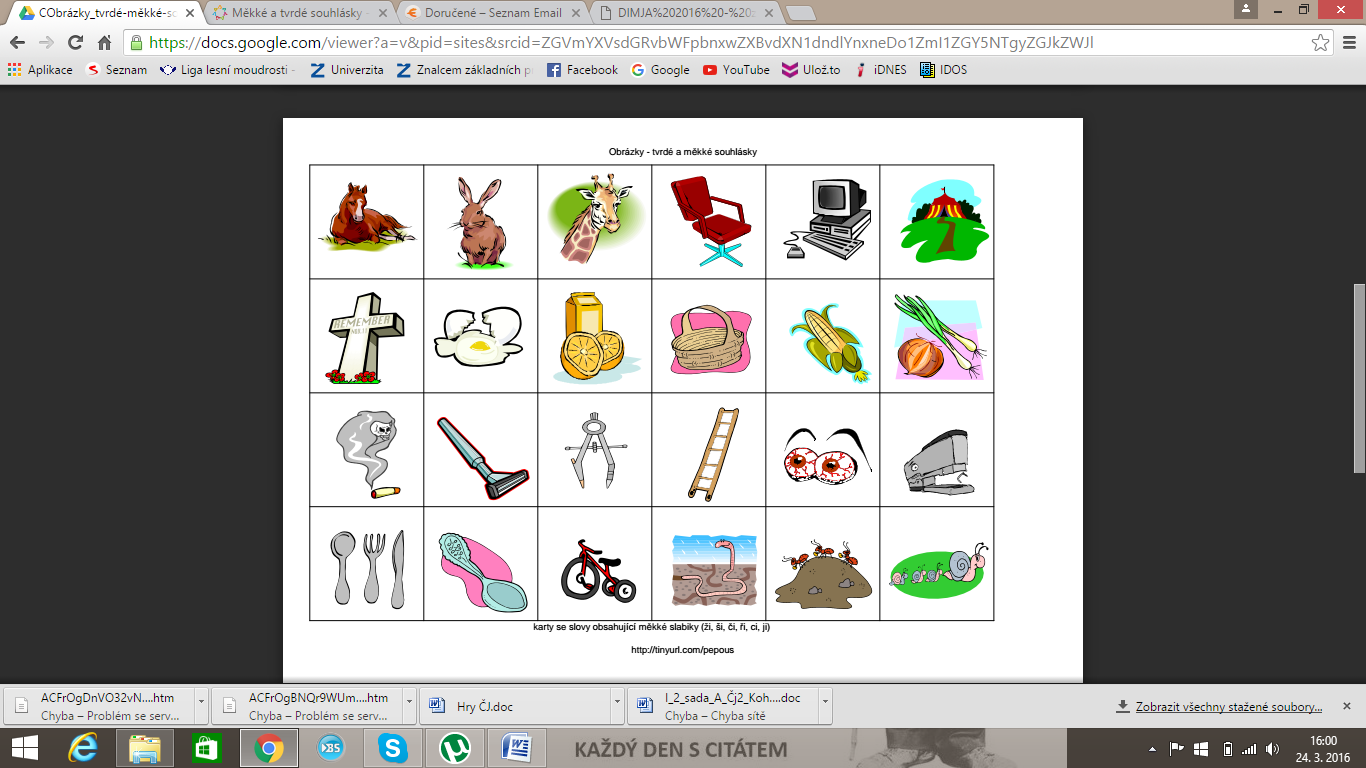 CObrázky_tvrdé-měkké-so
Měkké a tvrdé souhlásky -
Doručené – Seznam Email
DIMJA%202016%20-%20z
https://docs.google.com/viewer?a=v&pid=sites&srcid=ZGVmYXVsdGRvbWFpbnxwZXBvdXN1dndlYnxneDo1ZmI1ZGY5NTgyZGJkZWJl
Aplikace
Seznam
Liga lesní moudrosti -
Univerzita
Znalcem základních p
Facebook
Google
YouTube
Ulož.to
iDNES
IDOS
Obrázky - tvrdé a měkké souhlásky
REMEMBER
karty se slovy obsahující měkké slabiky (ži, ši, či, ři, ci, ji)
http://tinyurl.com/pepous
ACFrOgDnVO32vN....htm
Chyba – Problém se serv...
ACFrOgBNQr9WUm....htm
Chyba – Problém se serv...
Hry ČJ.doc
I_2_sada_A_Čj2_Koh....doc
Chyba – Chyba sítě
Zobrazit všechny stažené soubory...
KAŽDÝ DEN S CITÁTEM
16:00
24. 3. 2016